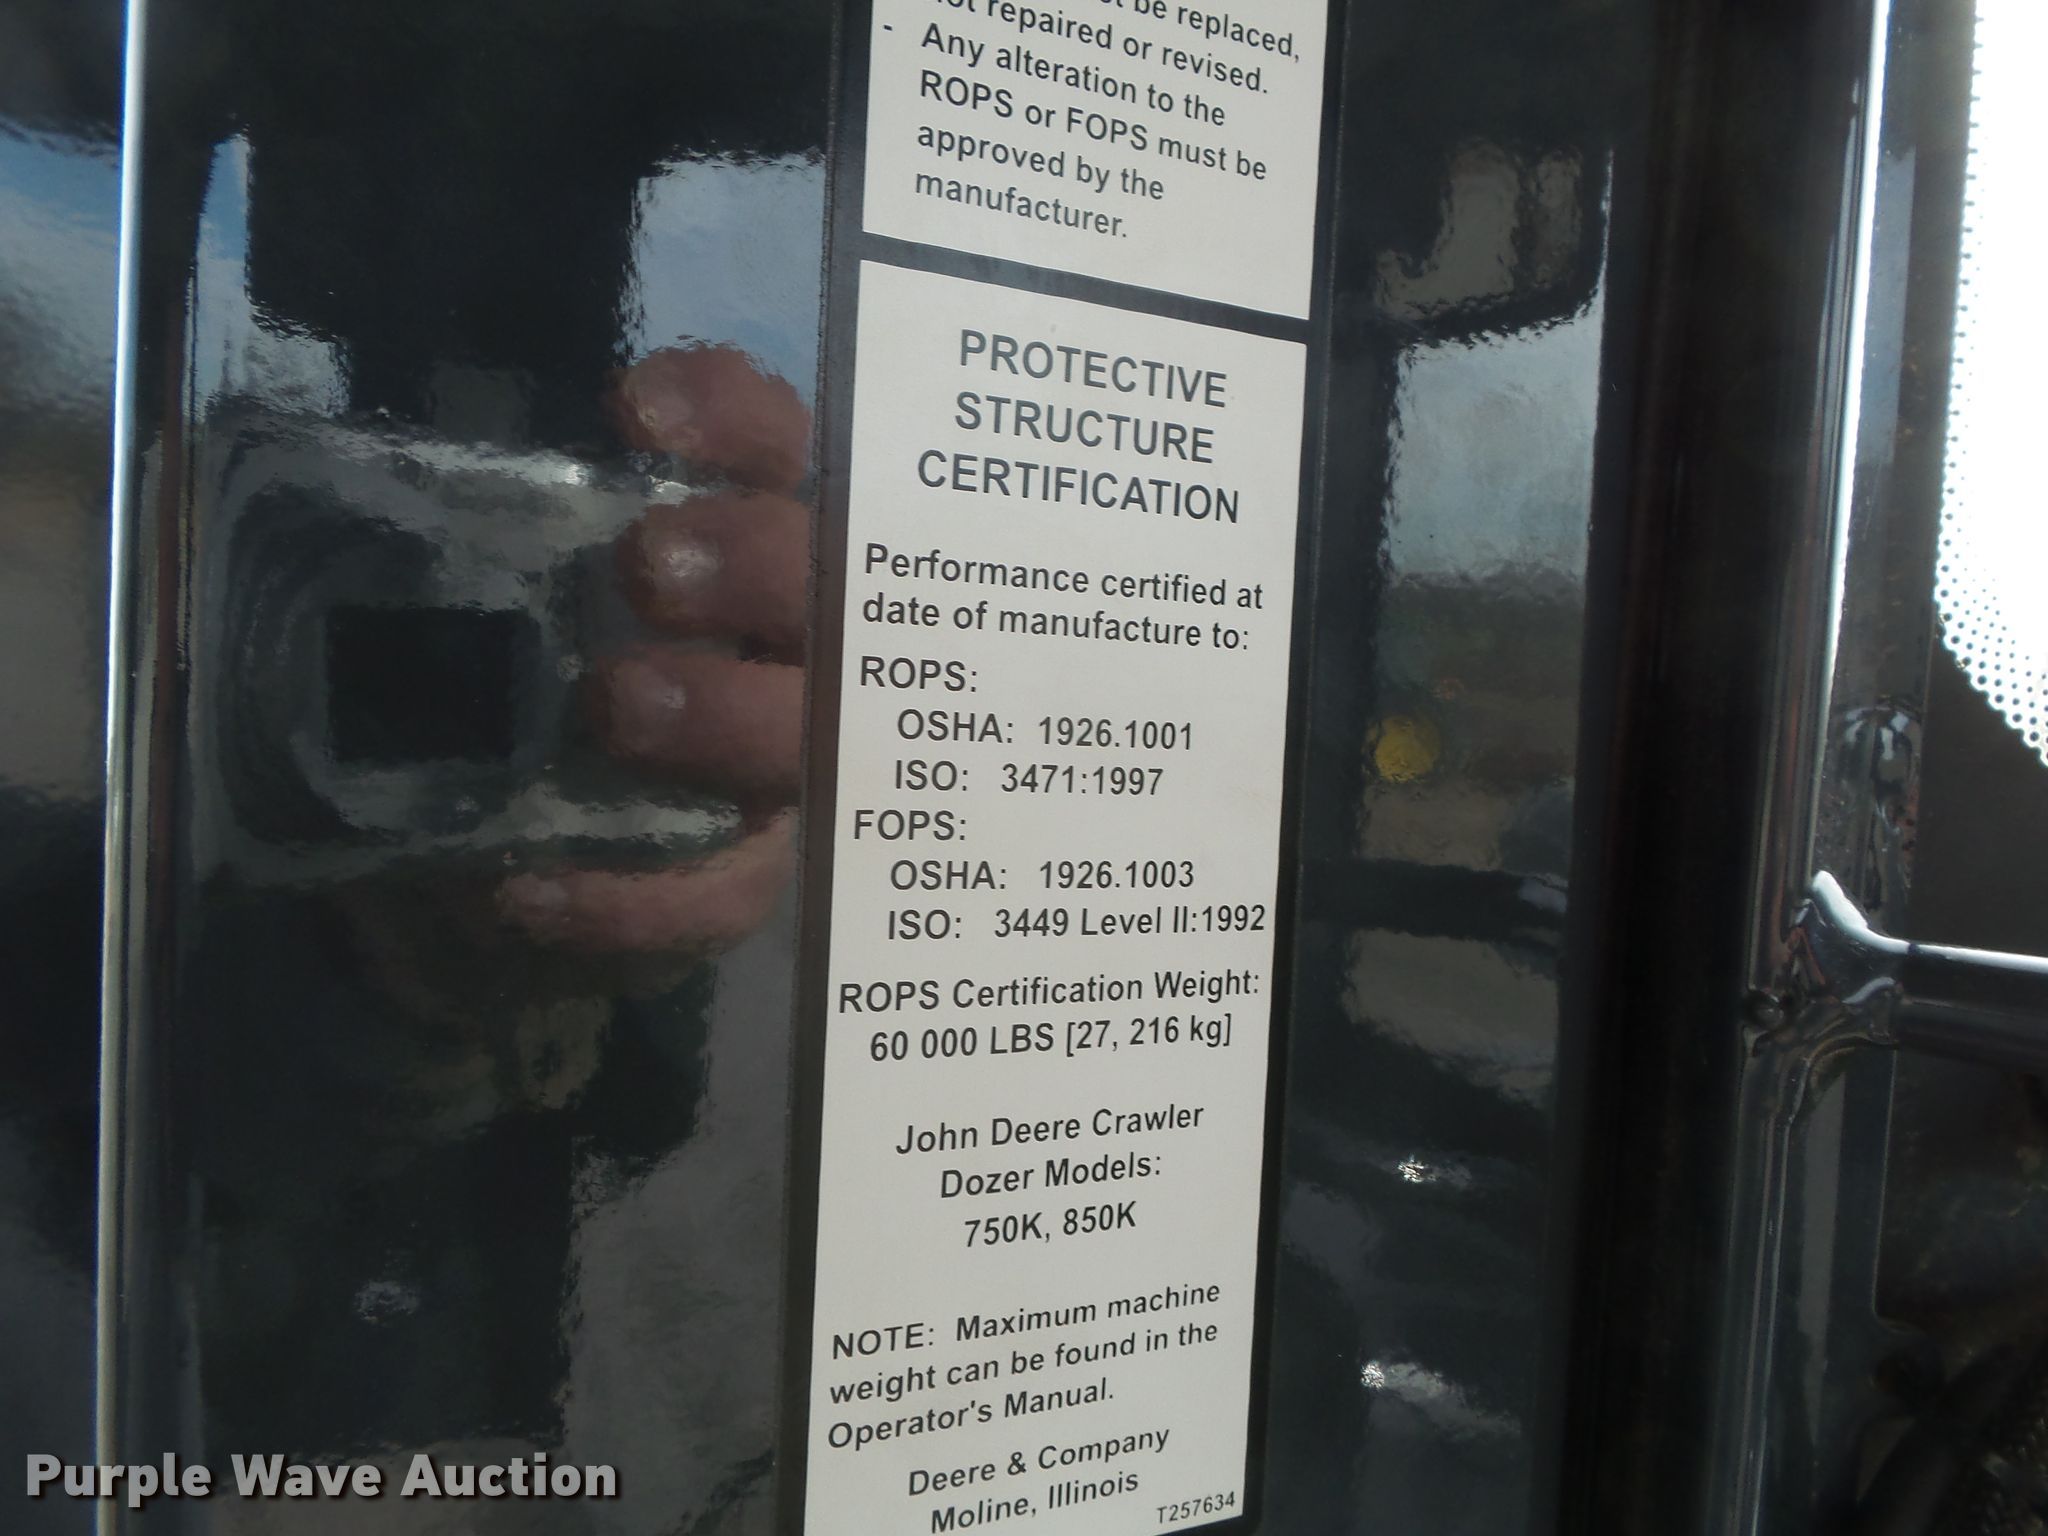 be replaced,
not repaired or revised.
- Any alteration to the
ROPS or FOPS must be
approved by the
manufacturer.
PROTECTIVE
STRUCTURE
CERTIFICATION
Performance certified at
date of manufacture to:
ROPS:
OSHA: 1926.1001
ISO: 3471:1997
FOPS:
OSHA: 1926.1003
ISO: 3449 Level II:1992
ROPS Certification Weight:
60 000 LBS [27, 216 kg]
John Deere Crawler
Dozer Models:
750K, 850K
NOTE: Maximum machine
weight can be found in the
Operator's Manual.
Deere & Company
Moline, Illinois
T257634
Purple Wave Auction